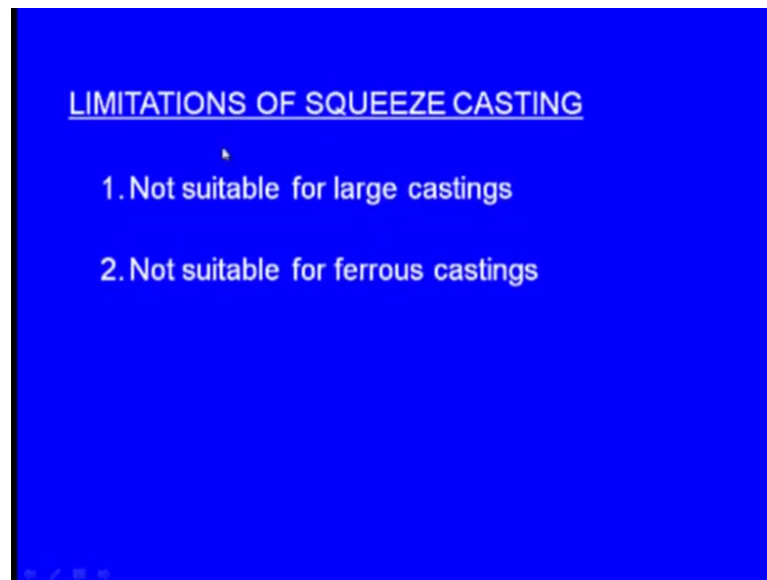 LIMITATIONS OF SQUEEZE CASTING
1. Not suitable for large castings
2. Not suitable for ferrous castings